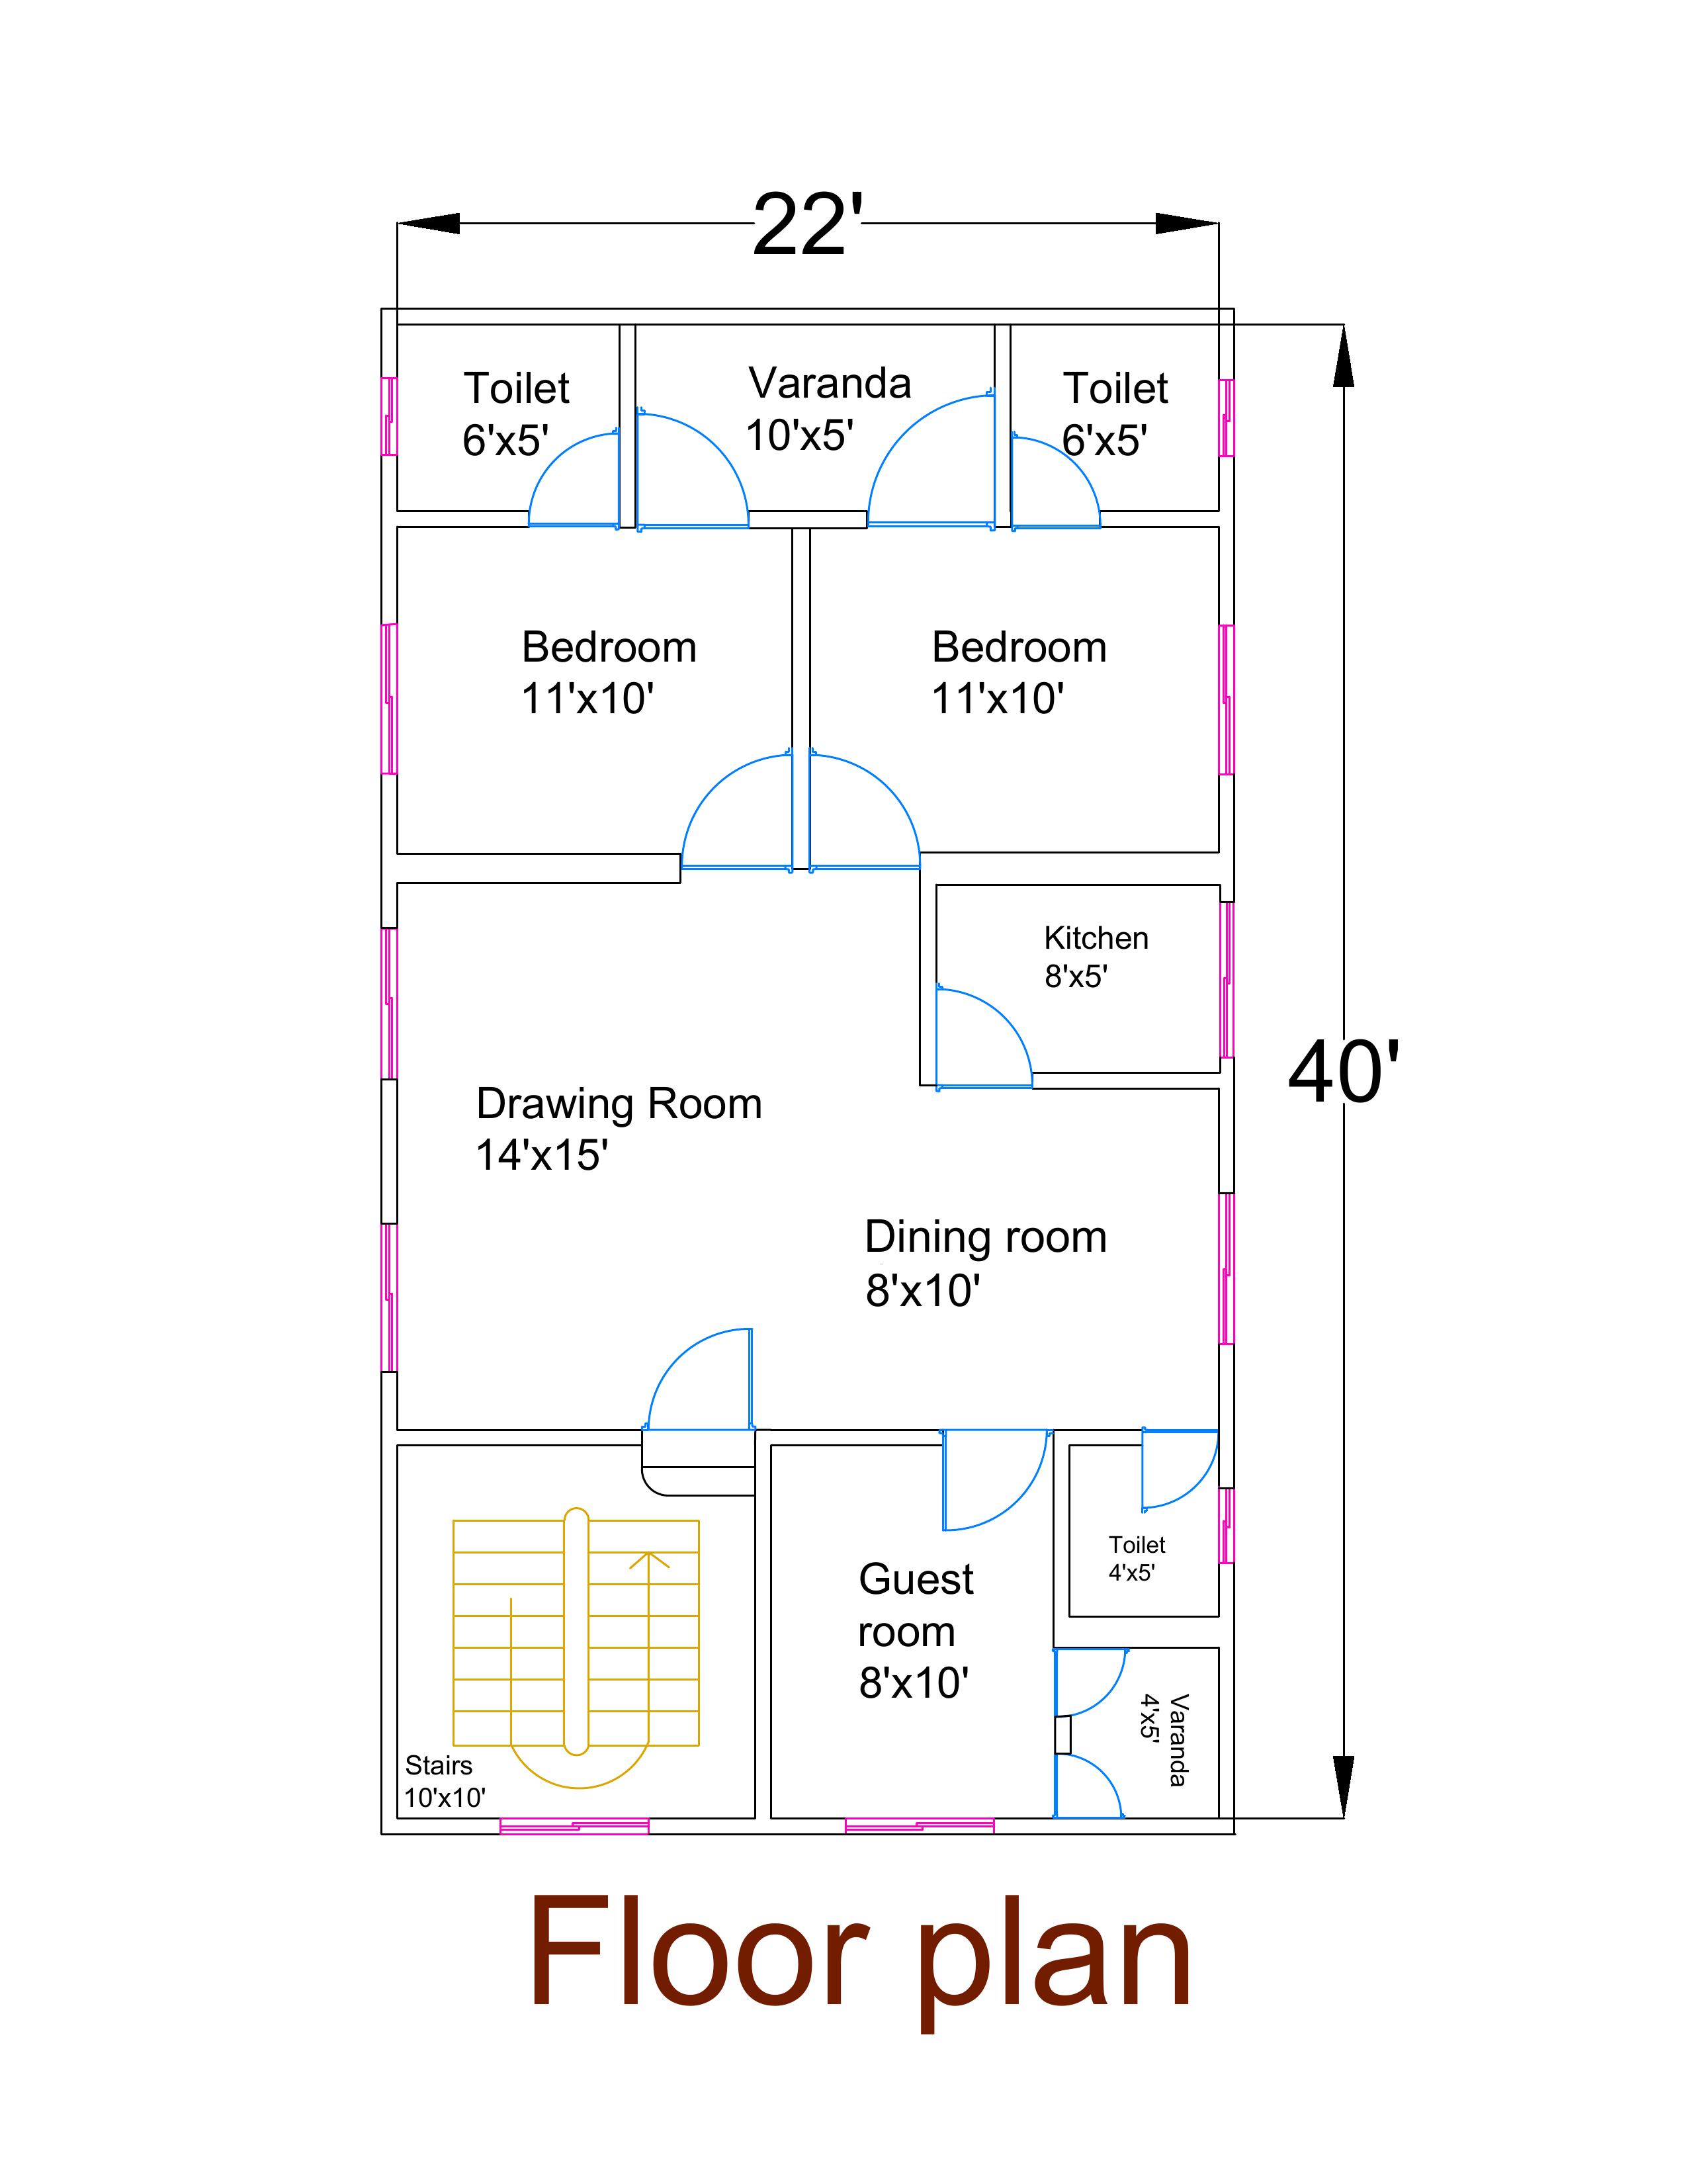 22'
Toilet
6'x5'
Varanda
10'x5'
Toilet
6'x5'
Bedroom
11'x10'
Bedroom
11'x10'
Kitchen
8'x5'
40'
Drawing Room
14'x15'
Dining room
8'x10'
Toilet
4'x5'
Guest
room
8'x10'
Varanda
4'x5'
Stairs
10'x10'
Floor plan